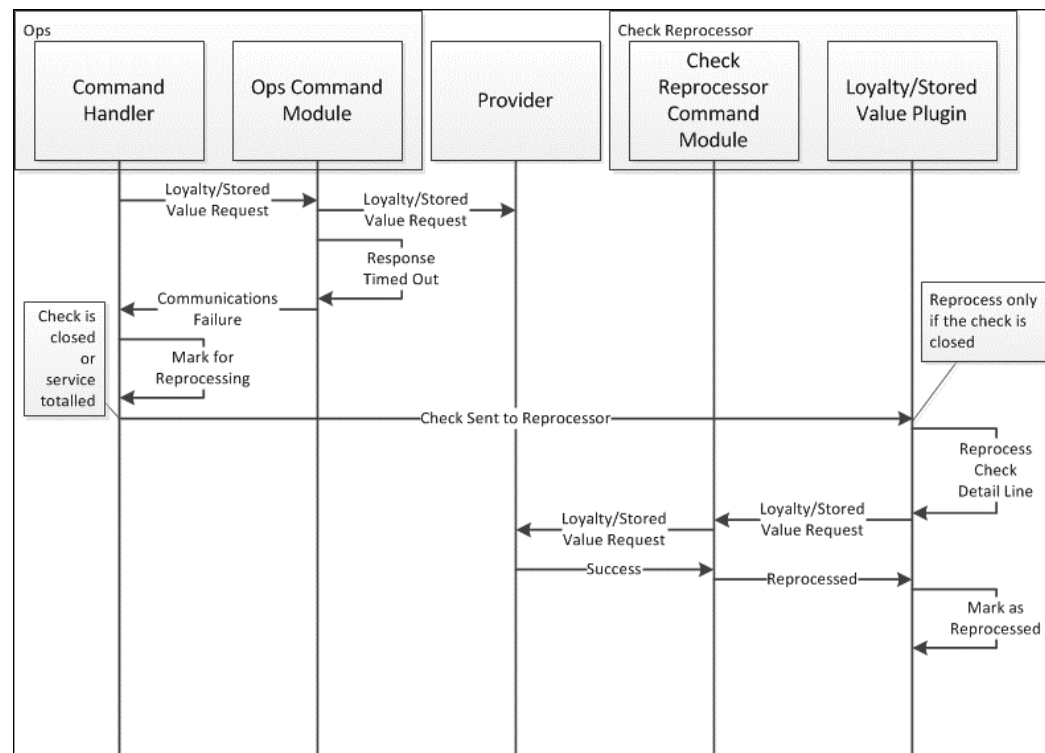 Ops
Check Reprocessor
Command
Handler
Ops Command
Module
Provider
Check
Reprocessor
Command
Module
Loyalty/Stored
Value Plugin
Loyalty/Stored
Value Request
Loyalty/Stored
Value Request
Response
Timed Out
Communications
Failure
Check is
closed
or
service
totalled
Mark for
Reprocessing
Reprocess only
if the check is
closed
Check Sent to Reprocessor
Reprocess
Check
Detail Line
Loyalty/Stored
Value Request
Loyalty/Stored
Value Request
Success
Reprocessed
Mark as
Reprocessed